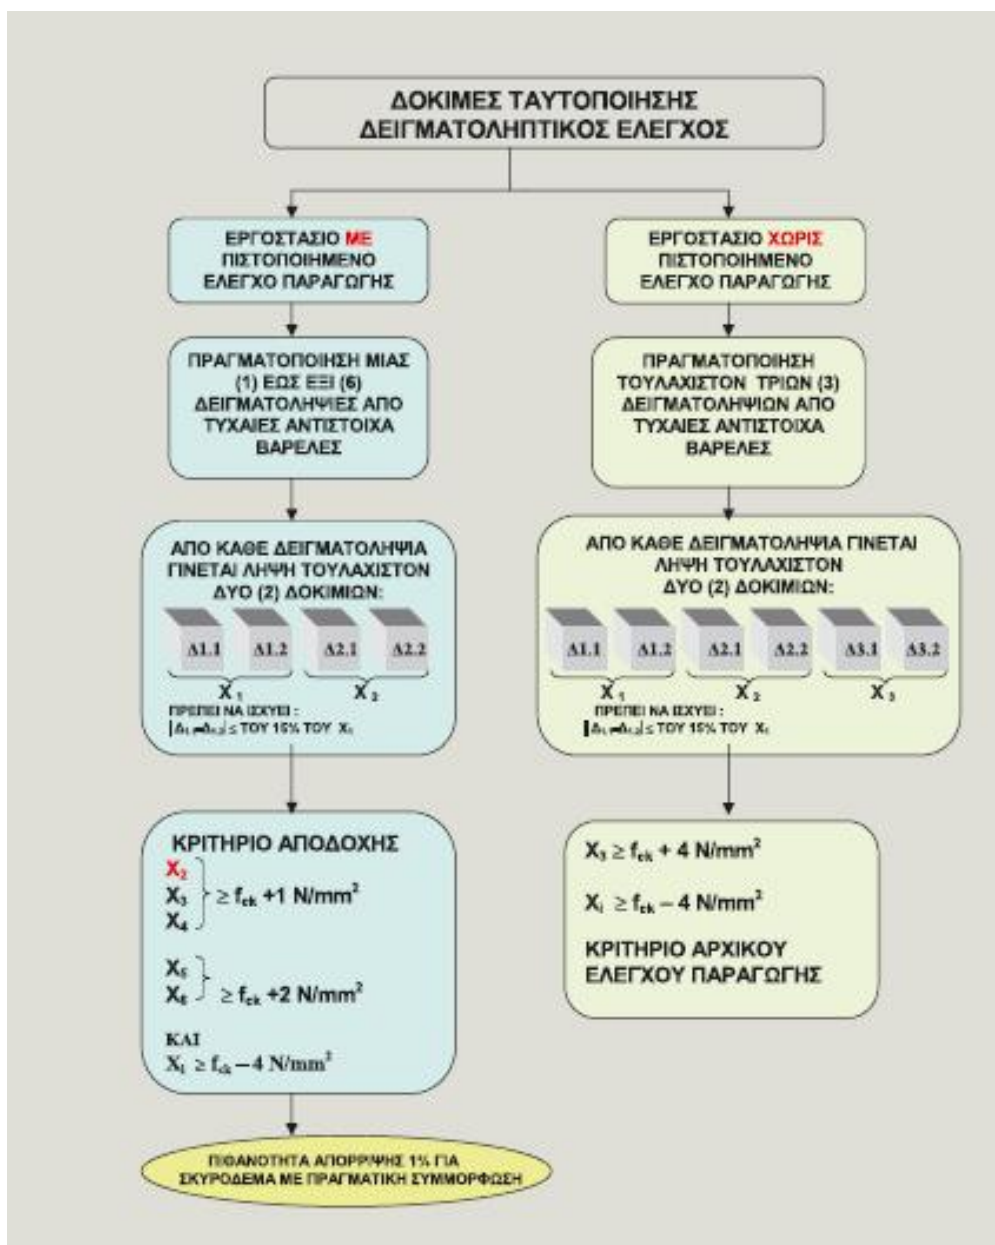 ΔΟΚΙΜΕΣ ΤΑΥΤΟΠΟΙΗΣΗΣ
ΔΕΙΓΜΑΤΟΛΗΠΤΙΚΟΣ ΕΛΕΓΧΟΣ
ΕΡΓΟΣΤΑΣΙΟ ΜΕ
ΠΙΣΤΟΠΟΙΗΜΕΝΟ
ΕΛΕΓΧΟ ΠΑΡΑΓΩΓΗΣ
ΠΡΑΓΜΑΤΟΠΟΙΗΣΗ ΜΙΑΣ
(1) ΕΩΣ ΕΞΙ (6)
ΔΕΙΓΜΑΤΟΛΗΨΙΕΣ ΑΠΟ
ΤΥΧΑΙΕΣ ΑΝΤΙΣΤΟΙΧΑ
ΒΑΡΕΛΕΣ
ΑΠΟ ΚΑΘΕ ΔΕΙΓΜΑΤΟΛΗΨΙΑ
ΓΙΝΕΤΑΙ ΛΗΨΗ ΤΟΥΛΑΧΙΣΤΟΝ
ΔΥΟ (2) ΔΟΚΙΜΙΩΝ:
Δ1.1 Δ1.2 Δ2.1 Δ2.2
X₁ X₂
ΠΡΕΠΕΙ ΝΑ ΙΣΧΥΕΙ :
≤ ΤΟΥ 15% ΤΟΥ X₁
ΚΡΙΤΗΡΙΟ ΑΠΟΔΟΧΗΣ
X₂
X₃ ≥ fck +1 N/mm²
X₄
X₅
X₆ ≥ fck +2 N/mm²
ΚΑΙ
Xi ≥ fck – 4 N/mm²
ΠΙΘΑΝΟΤΗΤΑ ΑΠΟΡΡΙΨΗΣ 1% ΓΙΑ
ΣΚΥΡΟΔΕΜΑ ΜΕ ΠΡΑΓΜΑΤΙΚΗ ΣΥΜΜΟΡΦΩΣΗ
ΕΡΓΟΣΤΑΣΙΟ ΧΩΡΙΣ
ΠΙΣΤΟΠΟΙΗΜΕΝΟ
ΕΛΕΓΧΟ ΠΑΡΑΓΩΓΗΣ
ΠΡΑΓΜΑΤΟΠΟΙΗΣΗ
ΤΟΥΛΑΧΙΣΤΟΝ ΤΡΙΩΝ (3)
ΔΕΙΓΜΑΤΟΛΗΨΙΩΝ ΑΠΟ
ΤΥΧΑΙΕΣ ΑΝΤΙΣΤΟΙΧΑ
ΒΑΡΕΛΕΣ
ΑΠΟ ΚΑΘΕ ΔΕΙΓΜΑΤΟΛΗΨΙΑ ΓΙΝΕΤΑΙ
ΛΗΨΗ ΤΟΥΛΑΧΙΣΤΟΝ
ΔΥΟ (2) ΔΟΚΙΜΙΩΝ:
Δ1.1 Δ1.2 Δ2.1 Δ2.2 Δ3.1 Δ3.2
X₁ X₂ X₃
ΠΡΕΠΕΙ ΝΑ ΙΣΧΥΕΙ :
≤ ΤΟΥ 15% ΤΟΥ X₁
X₃ ≥ fck + 4 N/mm²
Xi ≥ fck – 4 N/mm²
ΚΡΙΤΗΡΙΟ ΑΡΧΙΚΟΥ
ΕΛΕΓΧΟΥ ΠΑΡΑΓΩΓΗΣ